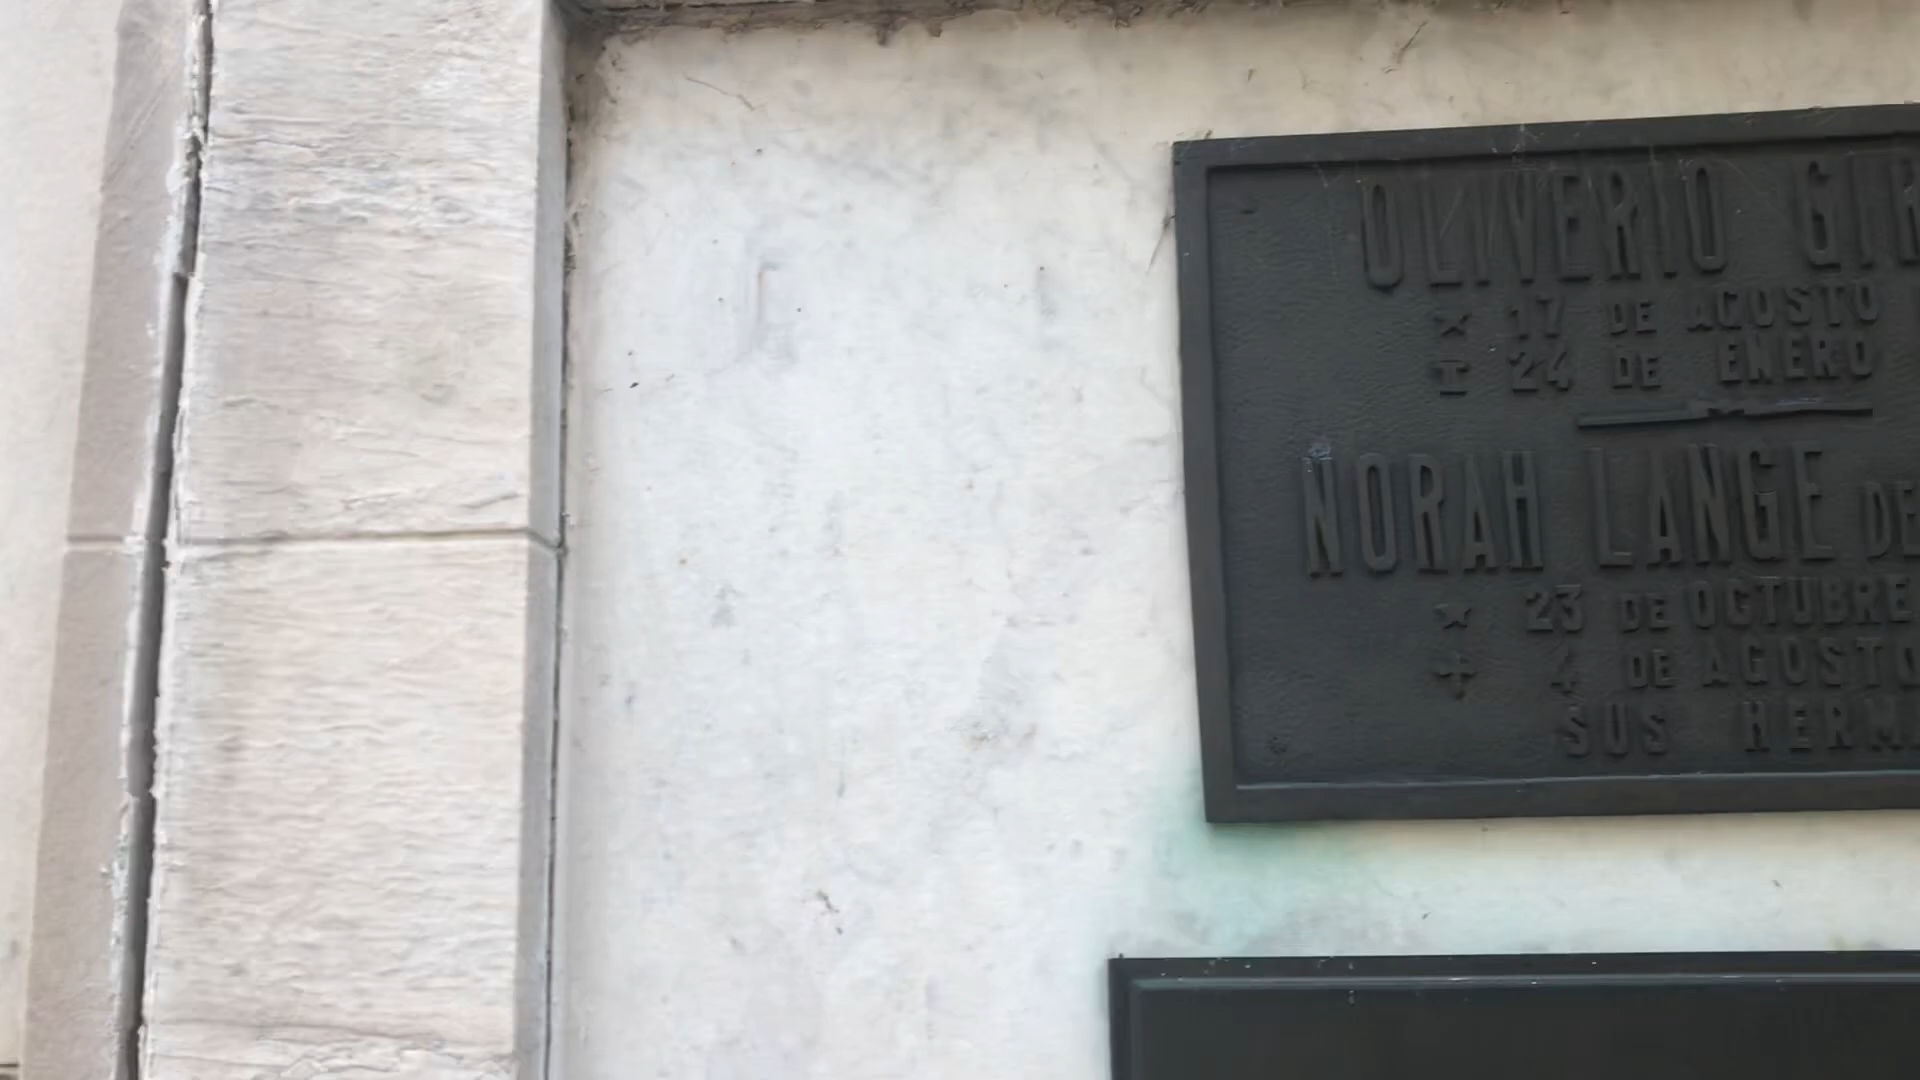 OLIVERIO GIR
★ 17 DE AGOSTO
✝ 24 DE ENERO
NORAH LANGE DE
★ 23 DE OCTUBRE
✝ 4 DE AGOSTO
SUS HERM